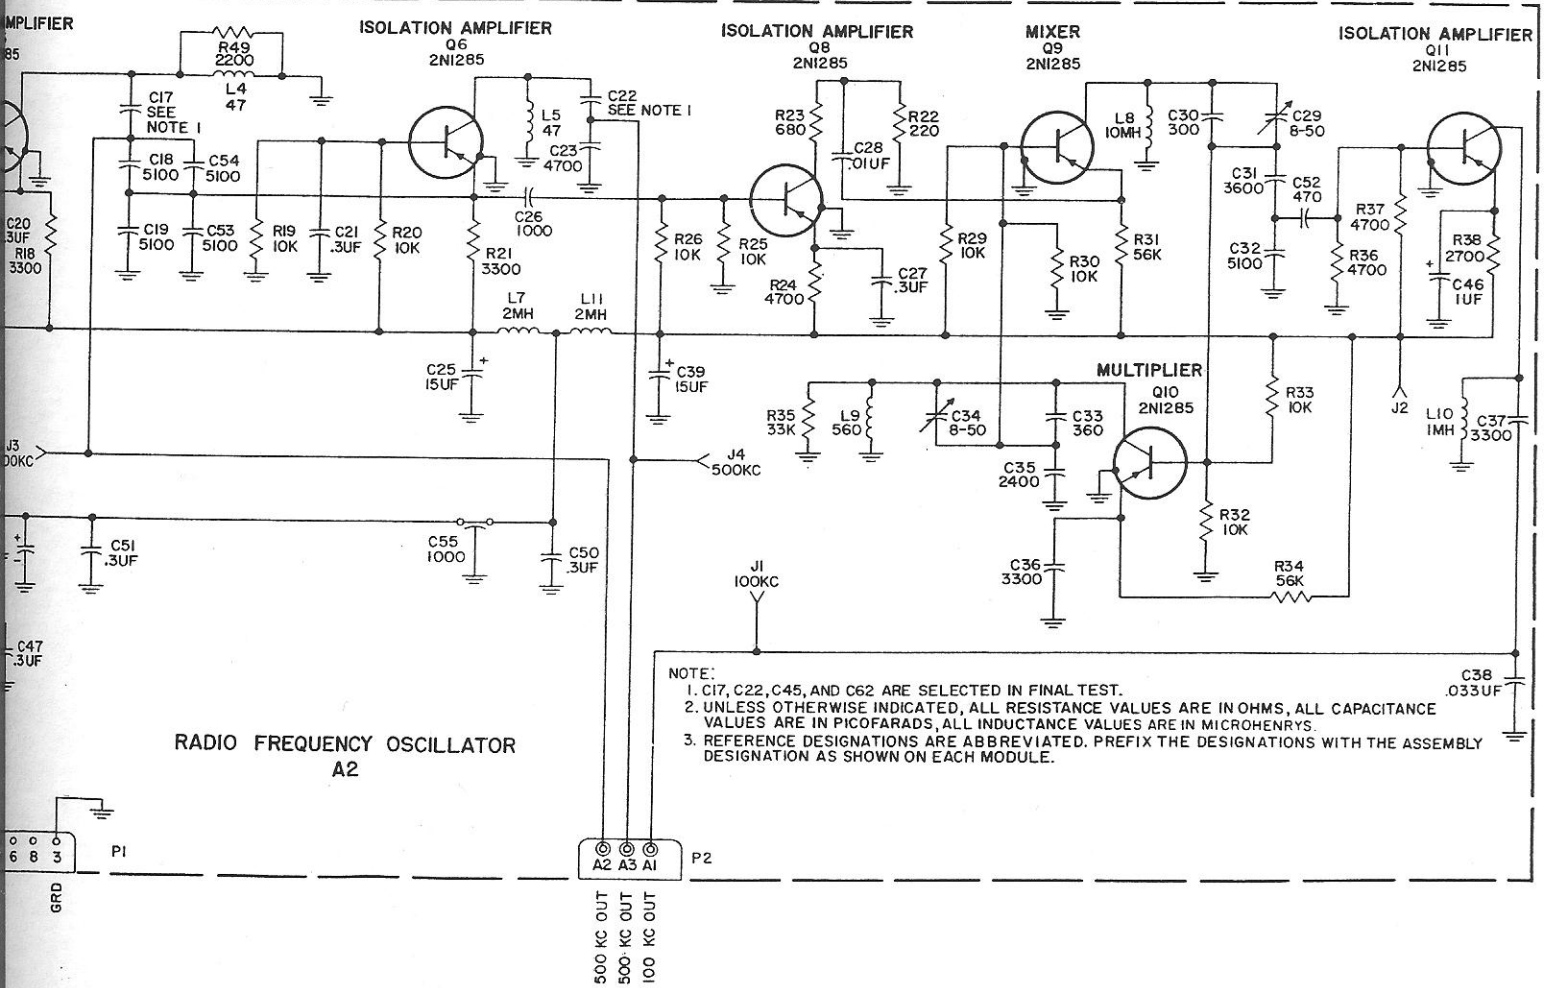 MPLIFIER
85
R49
2200
L4
47
C17
SEE
NOTE 1
C18
5100
C54
5100
C20
.3UF
R18
3300
C19
5100
C53
5100
R19
10K
C21
.3UF
R20
10K
ISOLATION AMPLIFIER
Q6
2N1285
L5
47
C22
SEE NOTE 1
C23
4700
C26
1000
R21
3300
L7
2MH
L11
2MH
C25
15UF
+
C39
15UF
+
R26
10K
R25
10K
ISOLATION AMPLIFIER
Q8
2N1285
R23
680
C28
.01UF
R22
220
R24
4700
C27
.3UF
MIXER
Q9
2N1285
L8
10MH
C30
300
C29
8-50
R29
10K
R30
10K
R31
56K
C31
3600
C52
470
C32
5100
R36
4700
ISOLATION AMPLIFIER
Q11
2N1285
R37
4700
R38
2700
+
C46
1UF
MULTIPLIER
Q10
2N1285
R35
33K
L9
560
C34
8-50
C33
360
C35
2400
R33
10K
J2
L10
1MH
C37
3300
R32
10K
C36
3300
R34
56K
J3
00KC
J4
500KC
C51
.3UF
C55
1000
C50
.3UF
+
-
C47
.3UF
J1
100KC
C38
.033UF
NOTE:
1. C17, C22, C45, AND C62 ARE SELECTED IN FINAL TEST.
2. UNLESS OTHERWISE INDICATED, ALL RESISTANCE VALUES ARE IN OHMS, ALL CAPACITANCE
VALUES ARE IN PICOFARADS, ALL INDUCTANCE VALUES ARE IN MICROHENRYS.
3. REFERENCE DESIGNATIONS ARE ABBREVIATED. PREFIX THE DESIGNATIONS WITH THE ASSEMBLY
DESIGNATION AS SHOWN ON EACH MODULE.
RADIO FREQUENCY OSCILLATOR
A2
6 8 3
P1
GRD
A2 A3 A1
P2
500 KC OUT
500 KC OUT
100 KC OUT